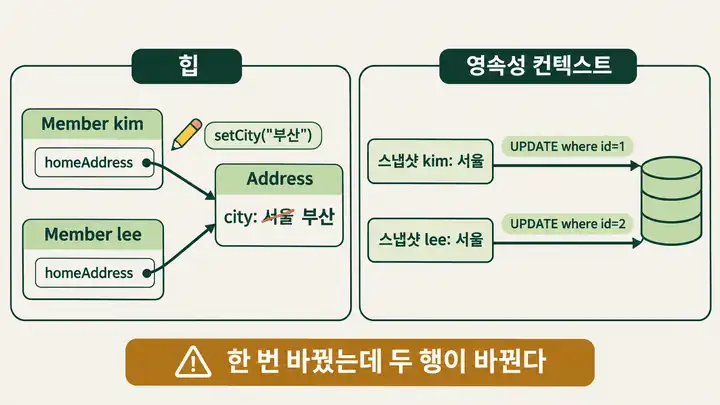 힙
Member kim
homeAddress
setCity("부산")
Address
city: 서울 부산
Member lee
homeAddress
영속성 컨텍스트
스냅샷 kim: 서울
UPDATE where id=1
스냅샷 lee: 서울
UPDATE where id=2
한 번 바꿨는데 두 행이 바뀐다